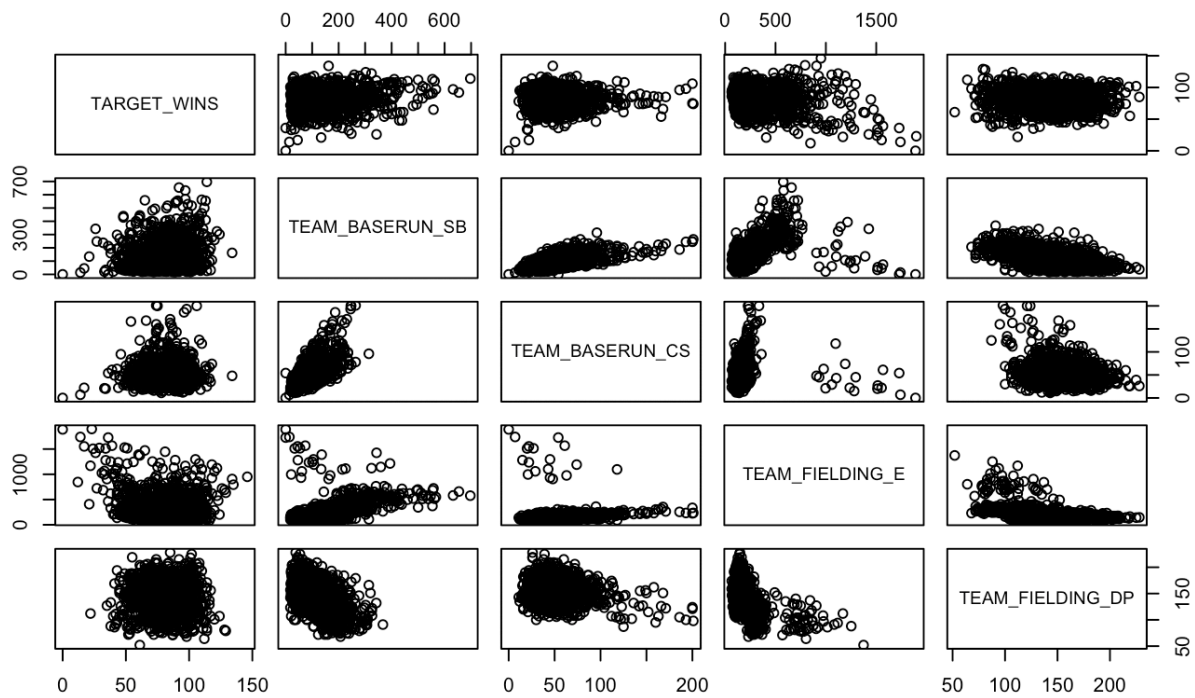 0 200 400 600
0 500 1500
TARGET_WINS
0 100
0 300 700
TEAM_BASERUN_SB
TEAM_BASERUN_CS
0 100
0 1000
TEAM_FIELDING_E
TEAM_FIELDING_DP
50 150
0 50 100 150
0 50 100 200
50 100 150 200